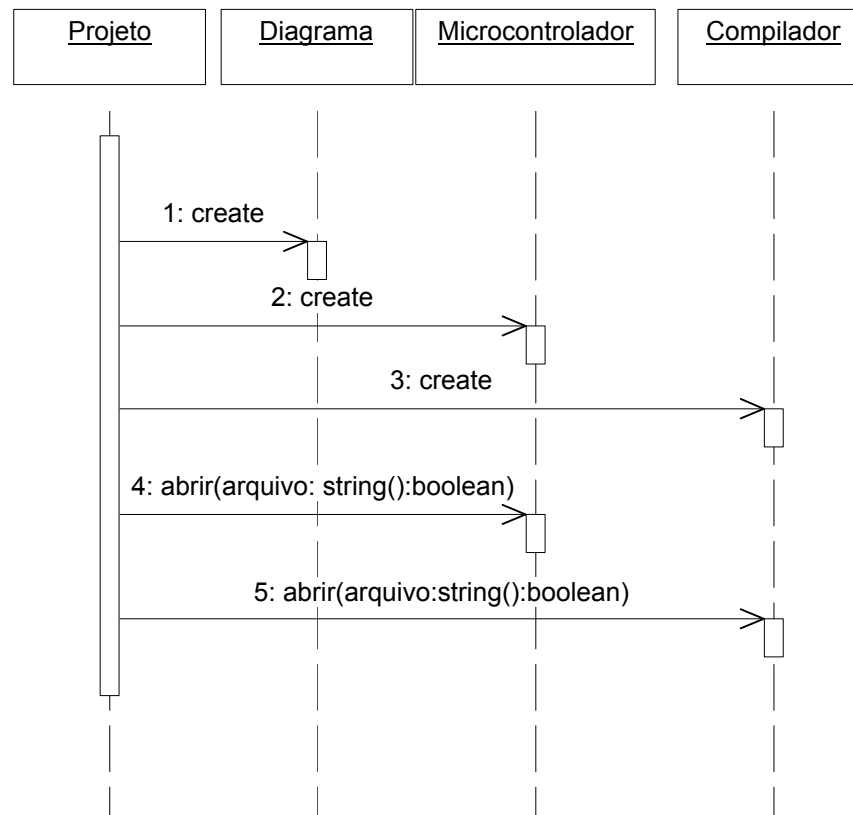 Projeto
Diagrama
Microcontrolador
Compilador
1: create
2: create
3: create
4: abrir(arquivo: string():boolean)
5: abrir(arquivo:string():boolean)